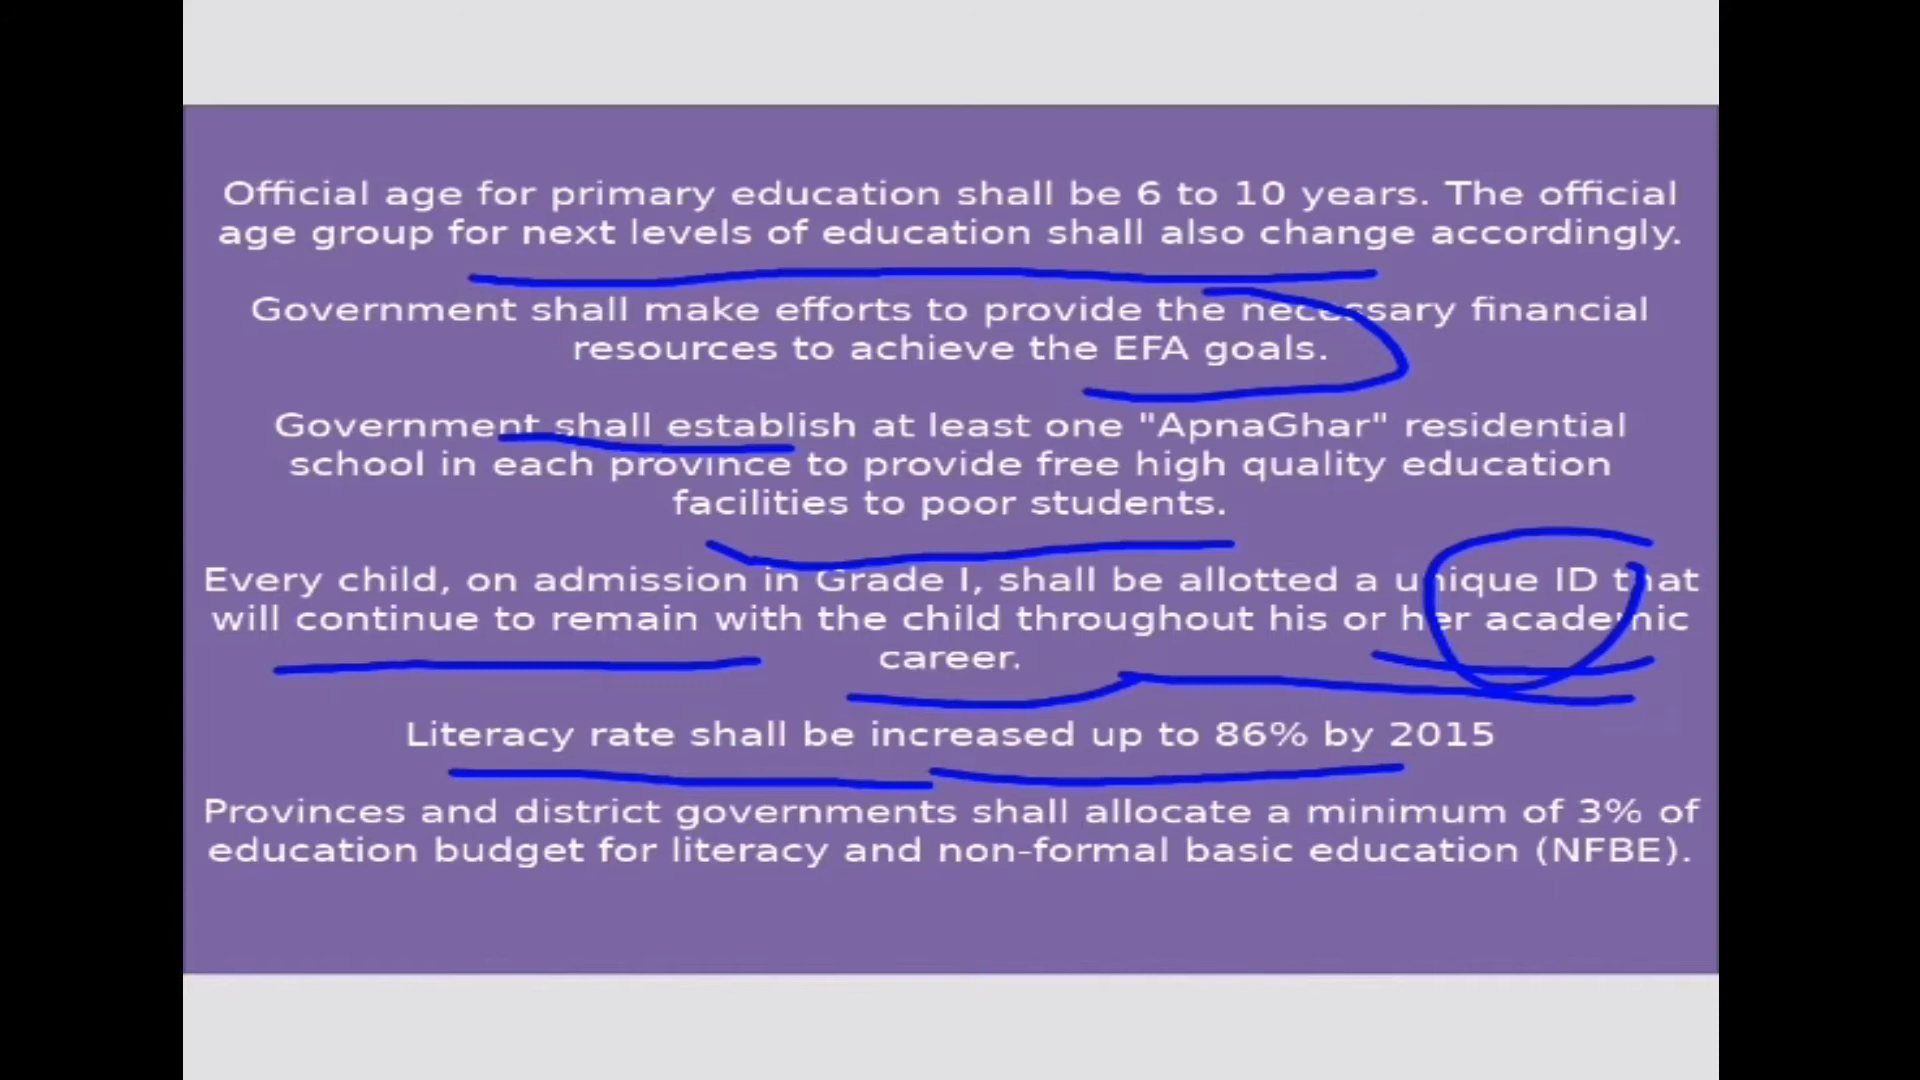 Official age for primary education shall be 6 to 10 years. The official
age group for next levels of education shall also change accordingly.
Government shall make efforts to provide the necessary financial
resources to achieve the EFA goals.
Government shall establish at least one "ApnaGhar" residential
school in each province to provide free high quality education
facilities to poor students.
Every child, on admission in Grade I, shall be allotted a unique ID that
will continue to remain with the child throughout his or her academic
career.
Literacy rate shall be increased up to 86% by 2015
Provinces and district governments shall allocate a minimum of 3% of
education budget for literacy and non-formal basic education (NFBE).